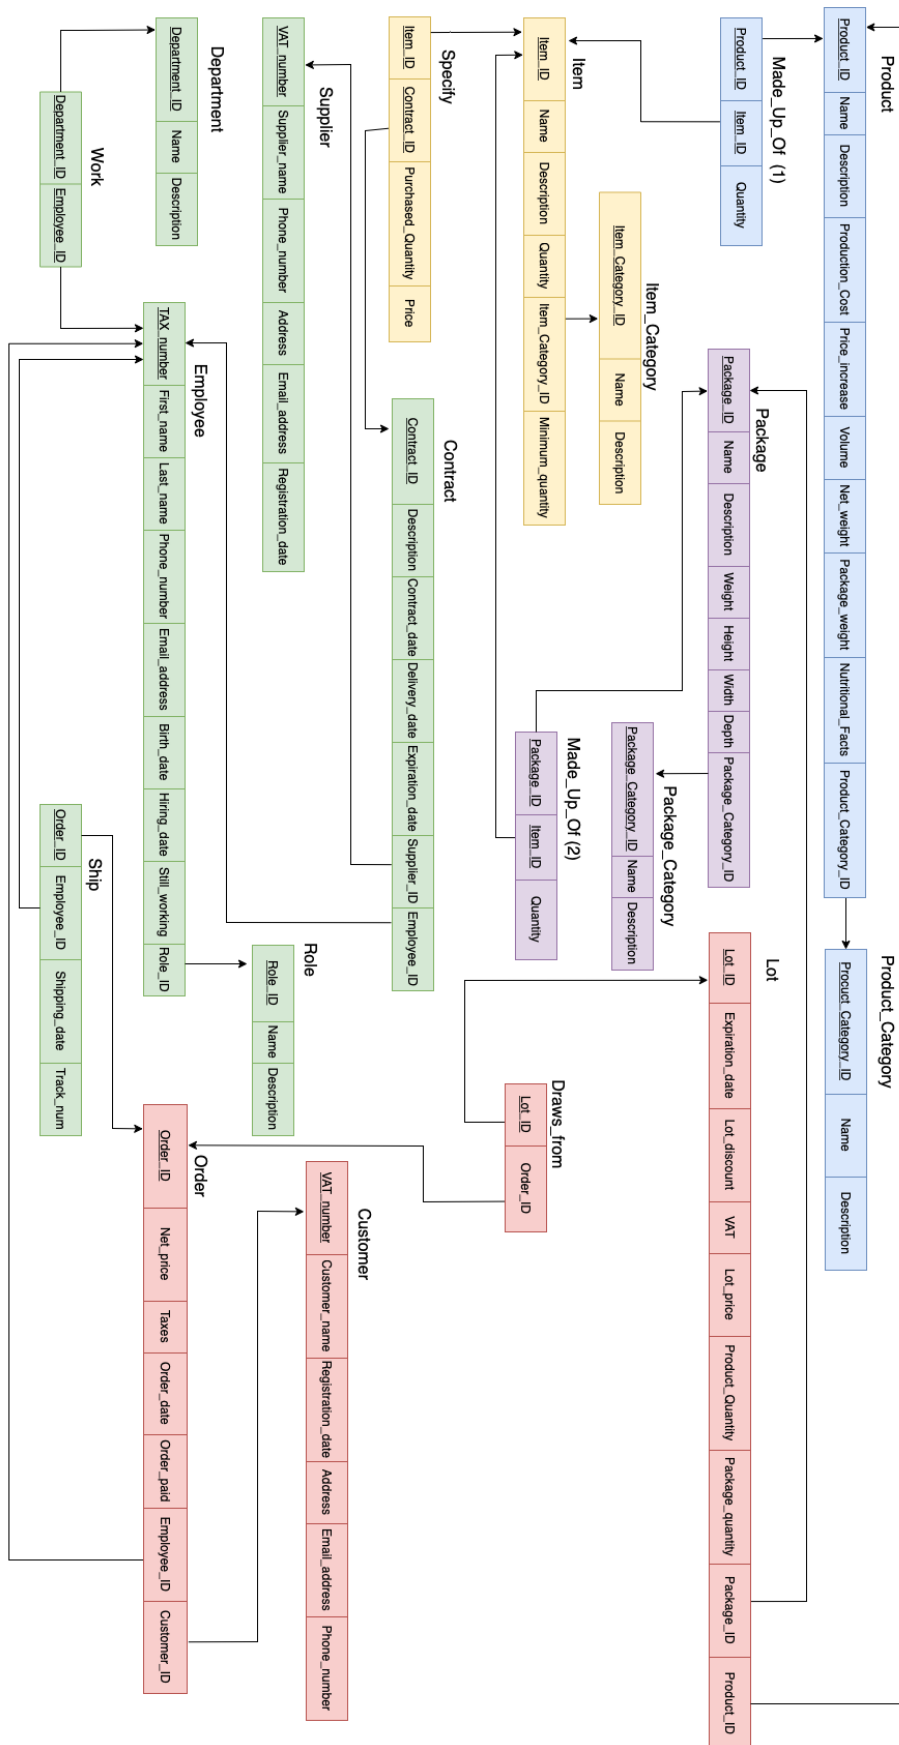 Product
Product_ID Name Description Production_Cost Price_increase Volume Net_weight Package_weight Nutritional_Facts Product_Category_ID
Product_Category
Procuct_Category_ID Name Description
Made_Up_Of (1)
Product_ID Item_ID Quantity
Package
Package_ID Name Description Weight Height Width Depth Package_Category_ID
Lot
Lot_ID Expiration_date Lot_discount VAT Lot_price Product_Quantity Package_quantity Package_ID Product_ID
Item_Category
Item_Category_ID Name Description
Package_Category
Package_Category_ID Name Description
Item
Item_ID Name Description Quantity Item_Category_ID Minimum_quantity
Made_Up_Of (2)
Package_ID Item_ID Quantity
Draws_from
Lot_ID Order_ID
Specify
Item_ID Contract_ID Purchased_Quantity Price
Contract
Contract_ID Description Contract_date Delivery_date Expiration_date Supplier_ID Employee_ID
Supplier
VAT_number Supplier_name Phone_number Address Email_address Registration_date
Customer
VAT_number Customer_name Registration_date Address Email_address Phone_number
Role
Role_ID Name Description
Department
Department_ID Name Description
Employee
TAX_number First_name Last_name Phone_number Email_address Birth_date Hiring_date Still_working Role_ID
Order
Order_ID Net_price Taxes Order_date Order_paid Employee_ID Customer_ID
Work
Department_ID Employee_ID
Ship
Order_ID Employee_ID Shipping_date Track_num